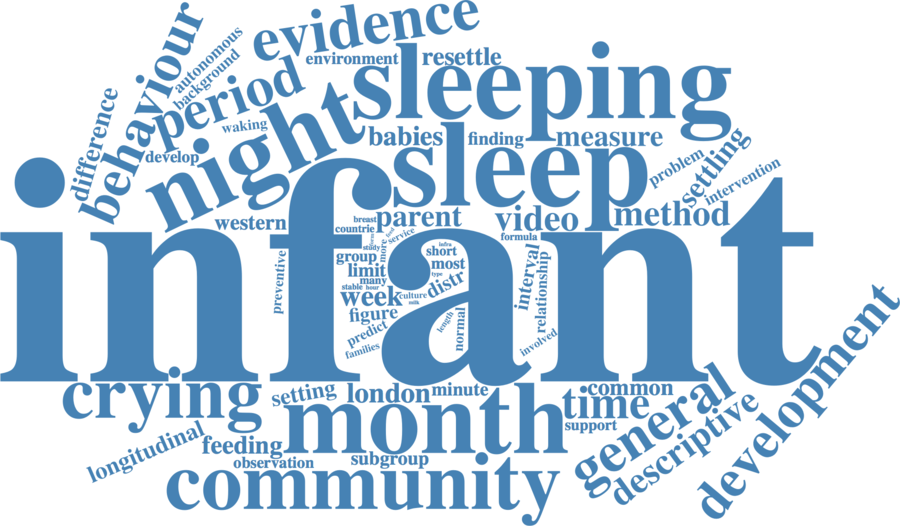 evidence
behaviour
autonomous
background
environment
resettle
sleeping
period
difference
waking
night
babies
finding
measure
develop
sleep
problem
settling
intervention
western
breast
parent
video
method
countrie
formula
infant
service
study
more
group
short
most
infra
type
limit
many
stable
hour
distr
week
culture
milk
figure
length
normal
predict
families
preventive
interval
relationship
involved
crying
setting
london
minute
common
month
time
support
general
descriptive
development
longitudinal
feeding
observation
subgroup
community